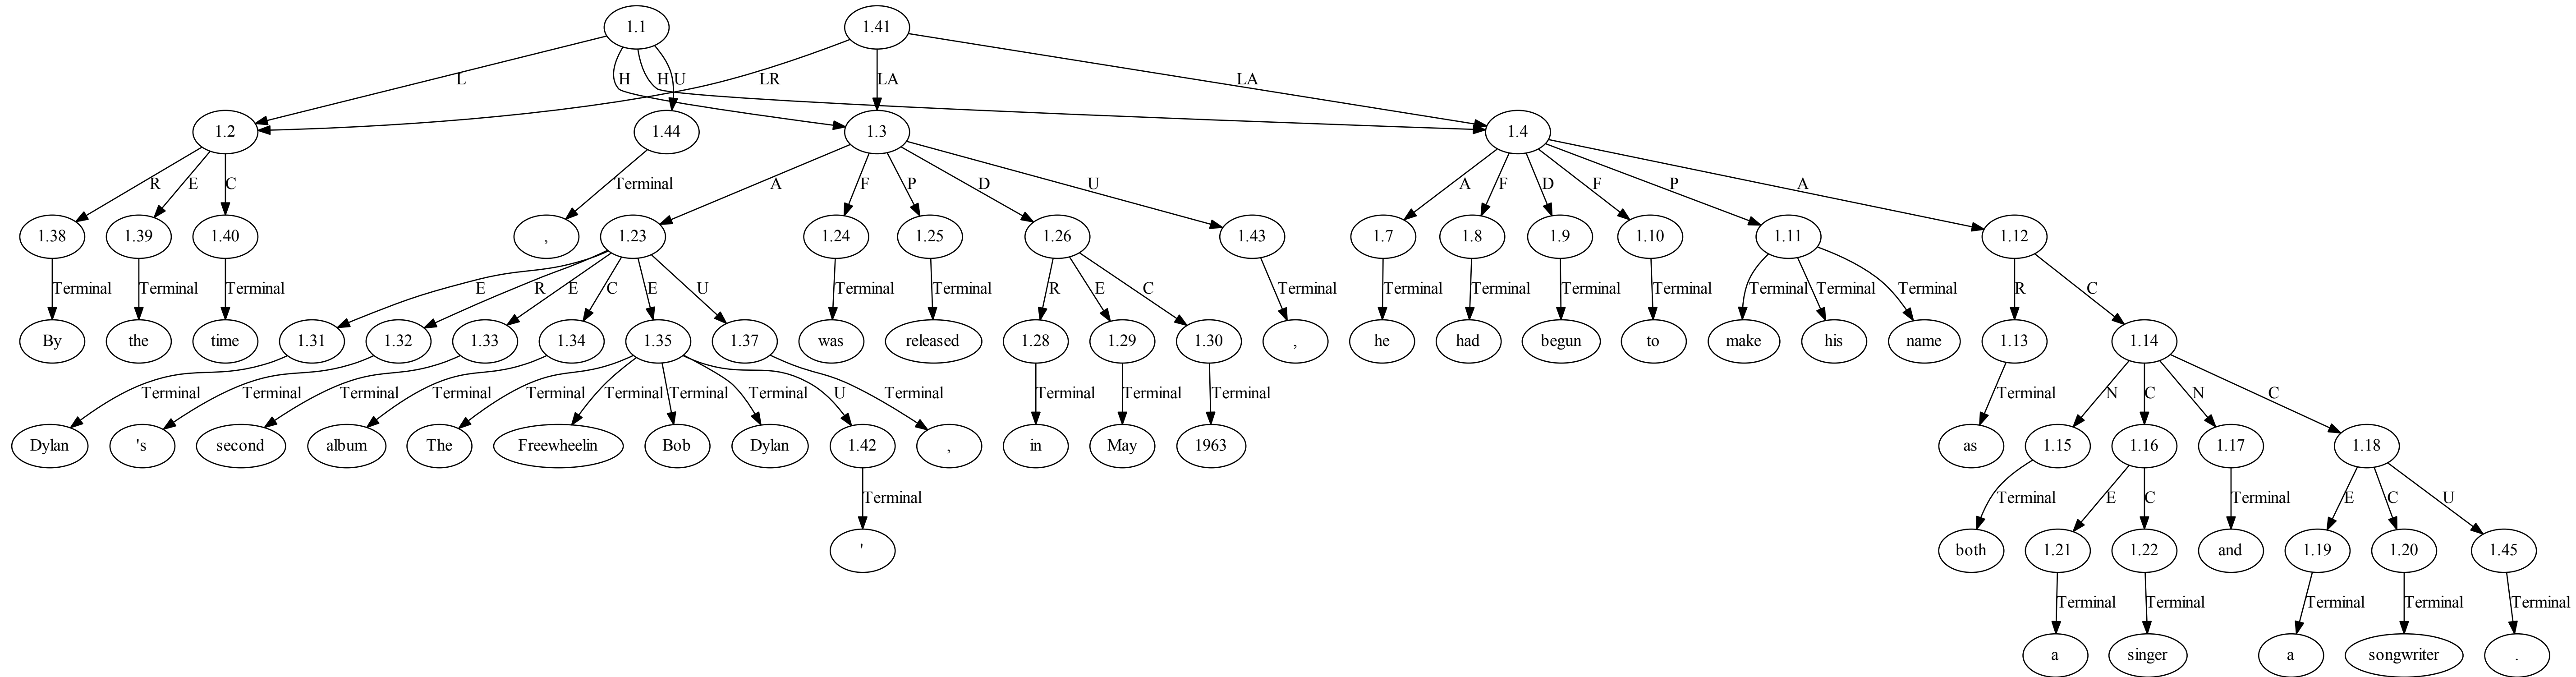 1.1 1.41
L H H U LR LA LA
1.2 1.44 1.3 1.4
R E C Terminal A F P D U A F D F P A
1.38 1.39 1.40 , 1.23 1.24 1.25 1.26 1.43 1.7 1.8 1.9 1.10 1.11 1.12
Terminal Terminal Terminal E R E C E U Terminal Terminal R E C Terminal Terminal Terminal Terminal Terminal Terminal Terminal Terminal R C
By the time 1.31 1.32 1.33 1.34 1.35 1.37 was released 1.28 1.29 1.30 , he had begun to make his name 1.13 1.14
Terminal Terminal Terminal Terminal Terminal Terminal Terminal Terminal U Terminal Terminal Terminal Terminal Terminal N C N C
Dylan 's second album The Freewheelin Bob Dylan 1.42 , in May 1963 as 1.15 1.16 1.17 1.18
Terminal Terminal E C Terminal E C U
' both 1.21 1.22 and 1.19 1.20 1.45
Terminal Terminal Terminal Terminal Terminal
a singer a songwriter .